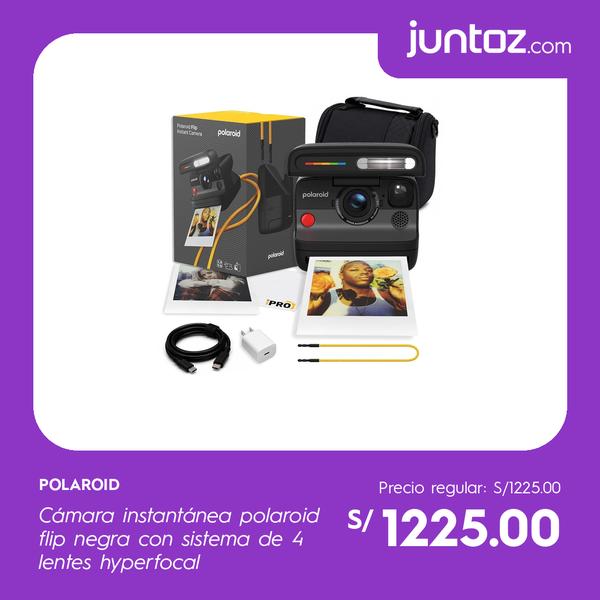 juntoz.com
Polaroid Flip
Instant Camera
polaroid
polaroid
polaroid
PRO
POLAROID
Cámara instantánea polaroid
flip negra con sistema de 4
lentes hyperfocal
Precio regular: S/1225.00
S/ 1225.00